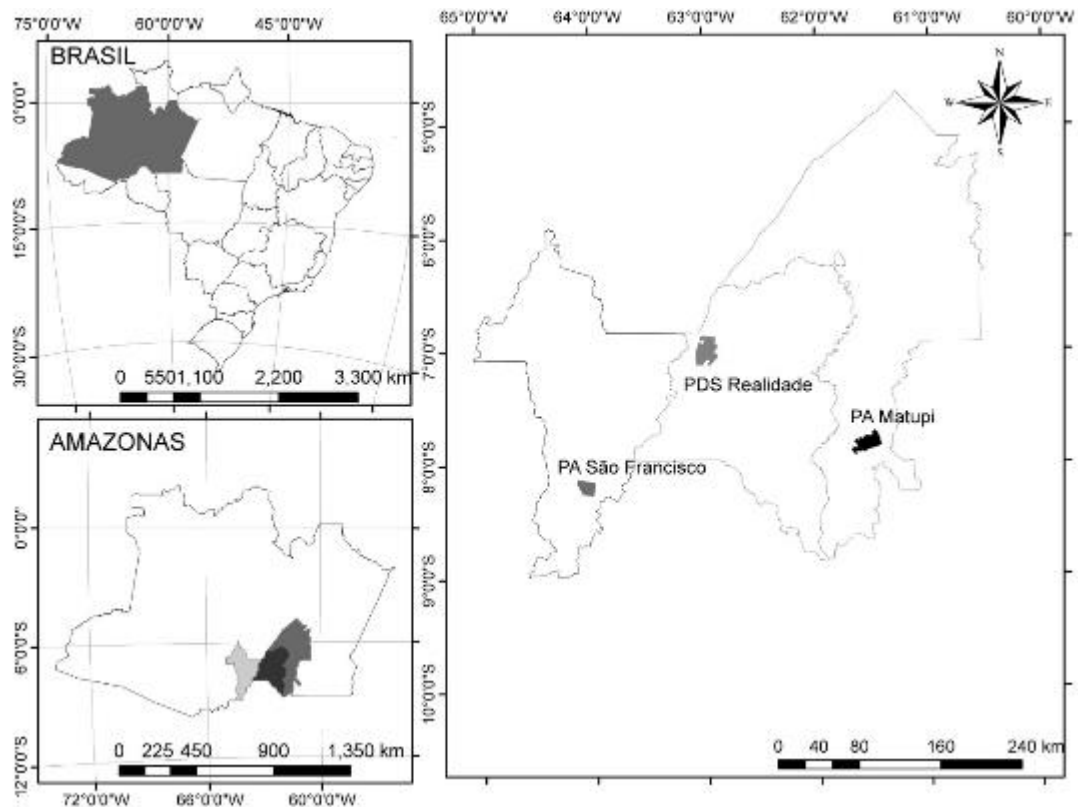 75°0'0"W 60°0'0"W 45°0'0"W
BRASIL
0°0'0"
15°0'0"S
30°0'0"S
0 5501,100 2,200 3.300 km
AMAZONAS
0°0'0"
6°0'0"S
12°0'0"S
0 225 450 900 1,350 km
72°0'0"W 66°0'0"W 60°0'0"W
65°0'0"W 64°0'0"W 63°0'0"W 62°0'0"W 61°0'0"W 60°0'0"W
N
W E
S
5°0'0"S
6°0'0"S
7°0'0"S
8°0'0"S
9°0'0"S
10°0'0"S
PDS Realidade
PA Matupi
PA São Francisco
0 40 80 160 240 km